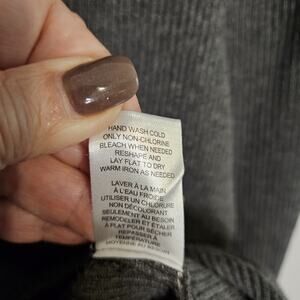 HAND WASH COLD
ONLY NON-CHLORINE
BLEACH WHEN NEEDED
RESHAPE AND
LAY FLAT TO DRY
WARM IRON AS NEEDED
LAVER À LA MAIN
À L'EAU FROIDE
UTILISER UN CHLORURE
NON DÉCOLORANT
SEULEMENT AU BESOIN
REMODELER ET ÉTALER
À PLAT POUR SÉCHER
REPASSER À
TEMPÉRATURE
MOYENNE AU BESOIN